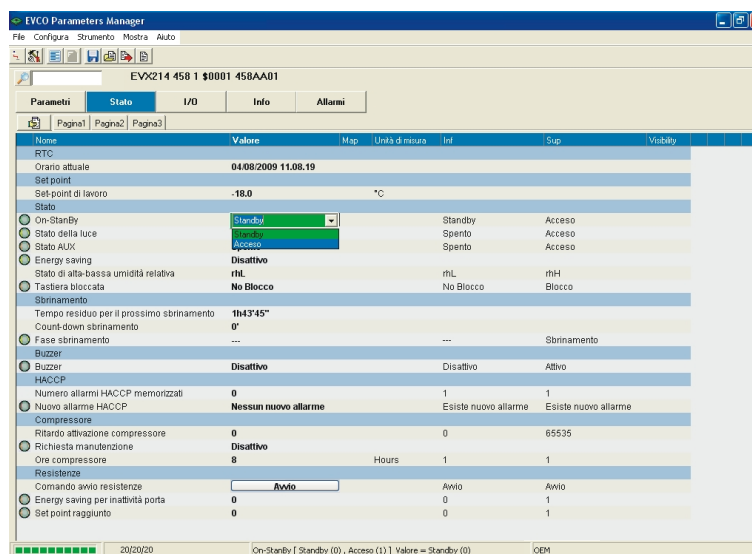 EVCO Parameters Manager
File Configura Strumento Mostra Aiuto
EVX214 458 1 $0001 458AA01
Parametri Stato I/O Info Allarmi
Pagina1 Pagina2 Pagina3
Nome Valore Map Unità di misura Inf Sup Visibility
RTC
Orario attuale 04/08/2009 11.08.19
Set point
Set-point di lavoro -18.0 °C
Stato
On-StanBy Standby Standby Acceso
Stato della luce Standby Spento Acceso
Stato AUX Acceso Spento Acceso
Energy saving Disattivo
Stato di alta-bassa umidità relativa rhL rhL rhH
Tastiera bloccata No Blocco No Blocco Blocco
Sbrinamento
Tempo residuo per il prossimo sbrinamento 1h43'45"
Count-down sbrinamento 0'
Fase sbrinamento --- --- Sbrinamento
Buzzer
Buzzer Disattivo Disattivo Attivo
HACCP
Numero allarmi HACCP memorizzati 0 1 1
Nuovo allarme HACCP Nessun nuovo allarme Esiste nuovo allarme Esiste nuovo allarme
Compressore
Ritardo attivazione compressore 0 0 65535
Richiesta manutenzione Disattivo
Ore compressore 8 Hours 1 1
Resistenze
Comando avvio resistenze Avvio Avvio Avvio
Energy saving per inattività porta 0 0 1
Set point raggiunto 0 0 1
20/20/20 On-StanBy [ Standby (0) , Acceso (1) ] Valore = Standby (0) OEM